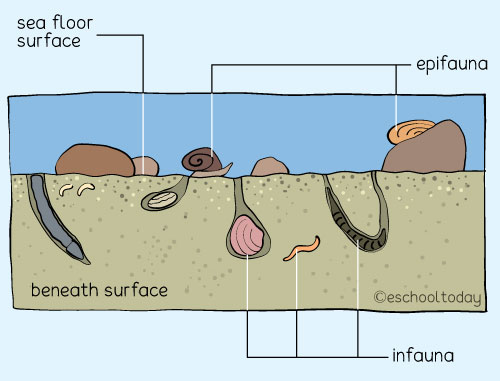 sea floor
surface
epifauna
beneath surface
©eschooltoday
infauna